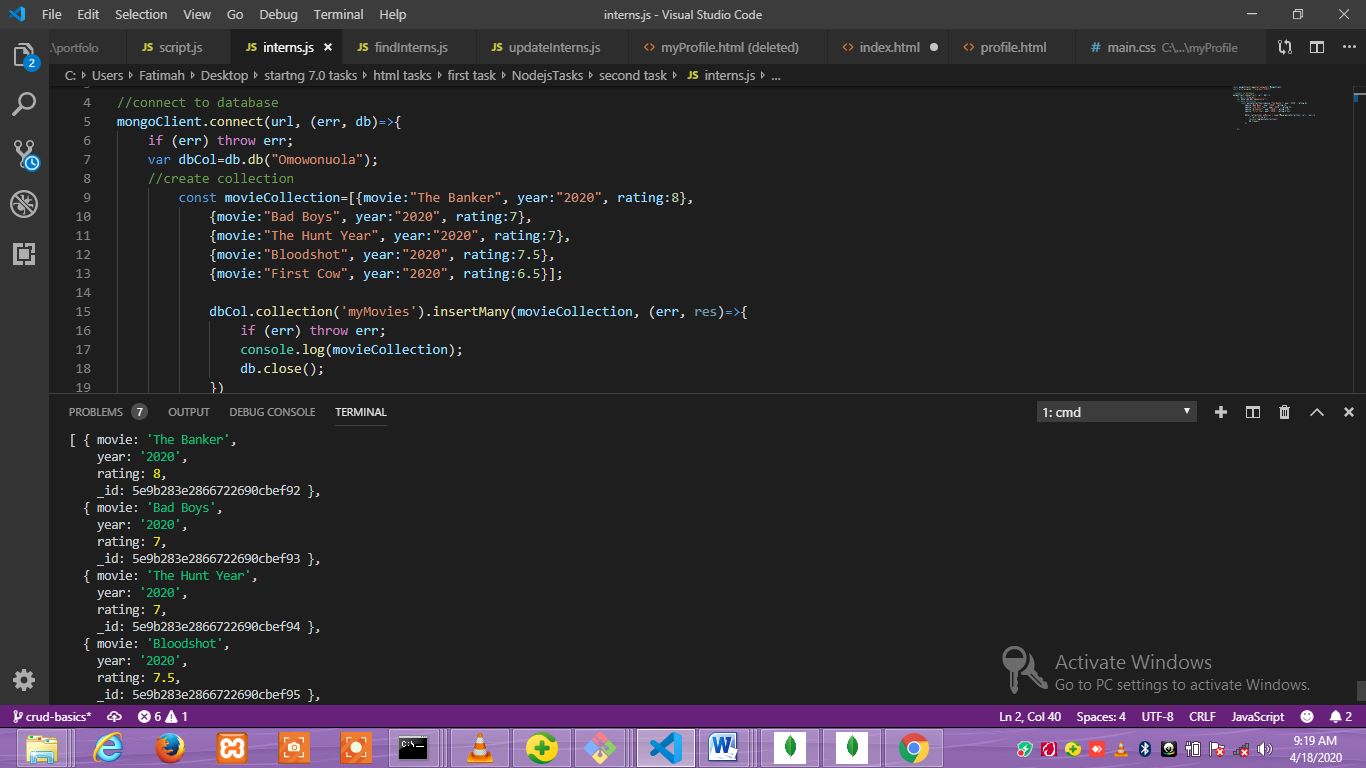 File Edit Selection View Go Debug Terminal Help interns.js - Visual Studio Code
.\portfolo JS script.js JS interns.js × JS findInterns.js JS updateInterns.js <> myProfile.html (deleted) <> index.html <> profile.html # main.css C:\...\myProfile
C: > Users > Fatimah > Desktop > startng 7.0 tasks > html tasks > first task > NodejsTasks > second task > JS interns.js > ...
4 //connect to database
5 mongoClient.connect(url, (err, db)=>{
6 if (err) throw err;
7 var dbCol=db.db("Omowonuola");
8 //create collection
9 const movieCollection=[{movie:"The Banker", year:"2020", rating:8},
10 {movie:"Bad Boys", year:"2020", rating:7},
11 {movie:"The Hunt Year", year:"2020", rating:7},
12 {movie:"Bloodshot", year:"2020", rating:7.5},
13 {movie:"First Cow", year:"2020", rating:6.5}];
14
15 dbCol.collection('myMovies').insertMany(movieCollection, (err, res)=>{
16 if (err) throw err;
17 console.log(movieCollection);
18 db.close();
19 })
PROBLEMS 7 OUTPUT DEBUG CONSOLE TERMINAL 1: cmd
[ { movie: 'The Banker',
year: '2020',
rating: 8,
_id: 5e9b283e2866722690cbef92 },
{ movie: 'Bad Boys',
year: '2020',
rating: 7,
_id: 5e9b283e2866722690cbef93 },
{ movie: 'The Hunt Year',
year: '2020',
rating: 7,
_id: 5e9b283e2866722690cbef94 },
{ movie: 'Bloodshot',
year: '2020',
rating: 7.5,
_id: 5e9b283e2866722690cbef95 },
Activate Windows
Go to PC settings to activate Windows.
crud-basics* 6 1 Ln 2, Col 40 Spaces: 4 UTF-8 CRLF JavaScript 2
9:19 AM
4/18/2020